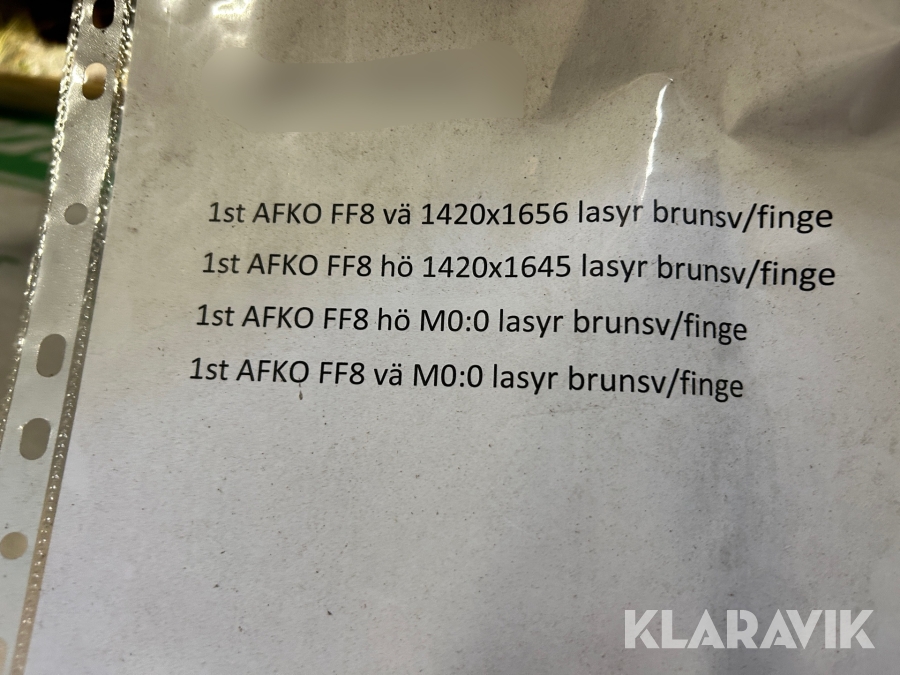 1st AFKO FF8 vä 1420x1656 lasyr brunsv/finge
1st AFKO FF8 hö 1420x1645 lasyr brunsv/finge
1st AFKO FF8 hö M0:0 lasyr brunsv/finge
1st AFKO FF8 vä M0:0 lasyr brunsv/finge
KLARAVIK